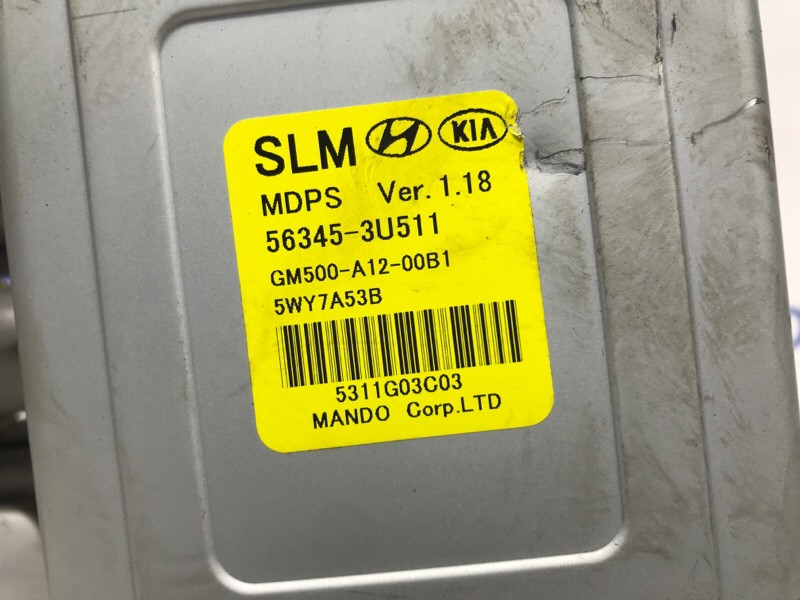 SLM H KIA
MDPS Ver. 1.18
56345-3U511
GM500-A12-00B1
5WY7A53B
5311G03C03
MANDO Corp.LTD